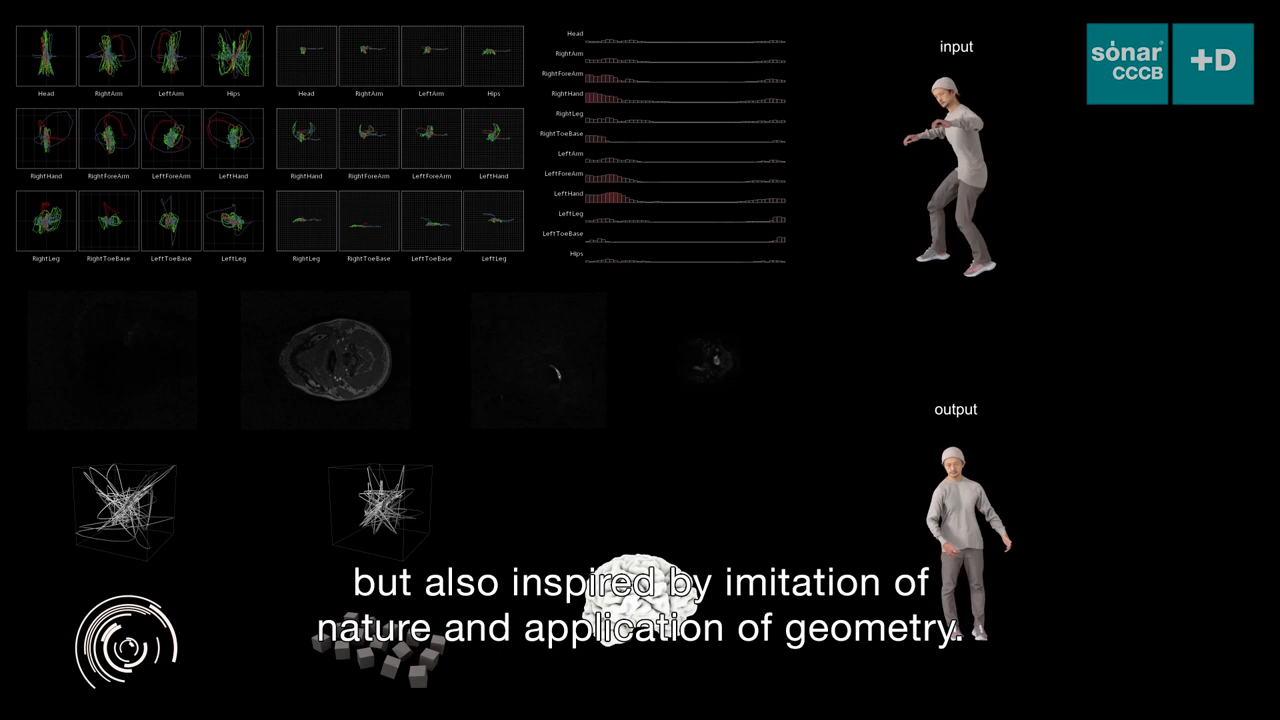 Head RightArm LeftArm Hips
RightHand RightForeArm LeftForeArm LeftHand
RightLeg RightToeBase LeftToeBase LeftLeg
Head RightArm LeftArm Hips
RightHand RightForeArm LeftForeArm LeftHand
RightLeg RightToeBase LeftToeBase LeftLeg
Head
RightArm
RightForeArm
RightHand
RightLeg
RightToeBase
LeftArm
LeftForeArm
LeftHand
LeftLeg
LeftToeBase
Hips
input
sónar
CCCB
+D
output
but also inspired by imitation of
nature and application of geometry.